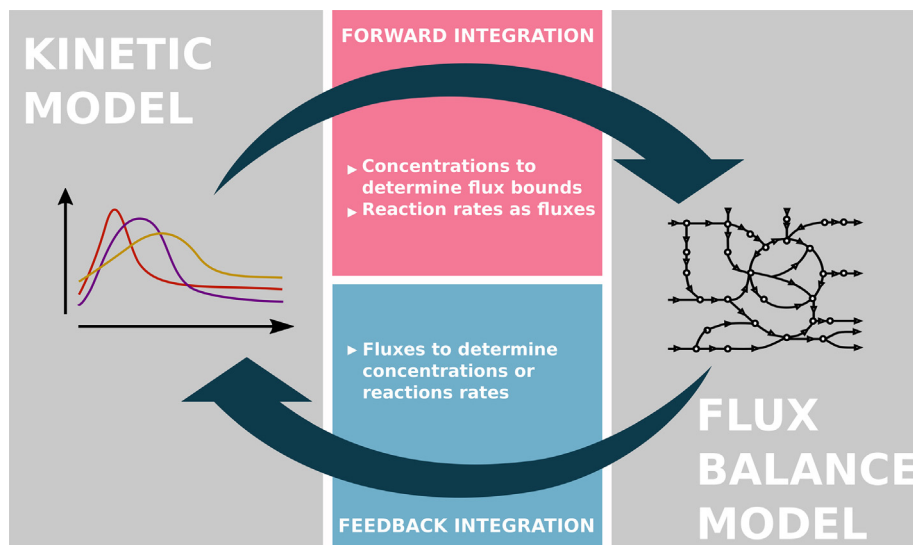 KINETIC
MODEL
FORWARD INTEGRATION
Concentrations to
determine flux bounds
Reaction rates as fluxes
Fluxes to determine
concentrations or
reactions rates
FEEDBACK INTEGRATION
FLUX
BALANCE
MODEL